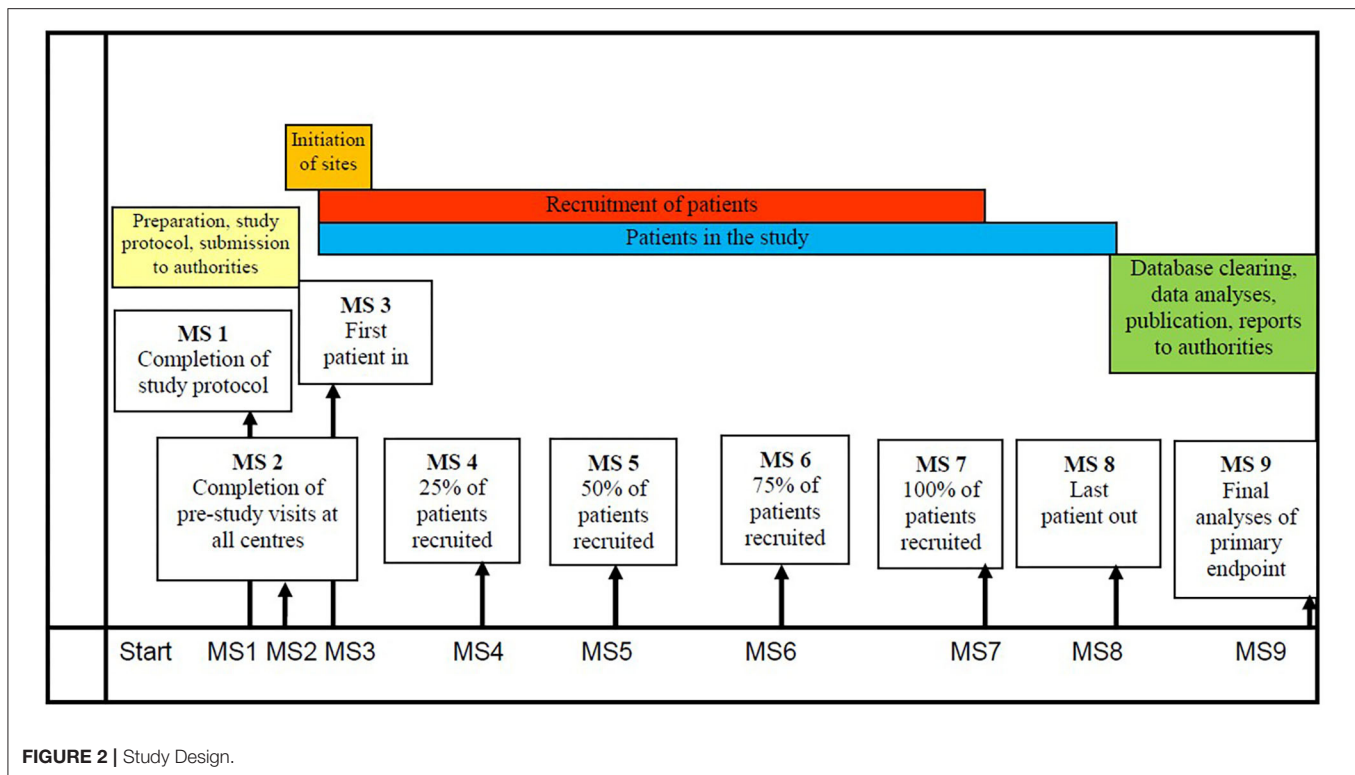 Initiation
of sites
Recruitment of patients
Patients in the study
Preparation, study
protocol, submission
to authorities
Database clearing,
data analyses,
publication, reports
to authorities
MS 1
Completion of
study protocol
MS 3
First
patient in
MS 2
Completion of
pre-study visits at
all centres
MS 4
25% of
patients
recruited
MS 5
50% of
patients
recruited
MS 6
75% of
patients
recruited
MS 7
100% of
patients
recruited
MS 8
Last
patient out
MS 9
Final
analyses of
primary
endpoint
Start MS1 MS2 MS3 MS4 MS5 MS6 MS7 MS8 MS9
FIGURE 2 | Study Design.